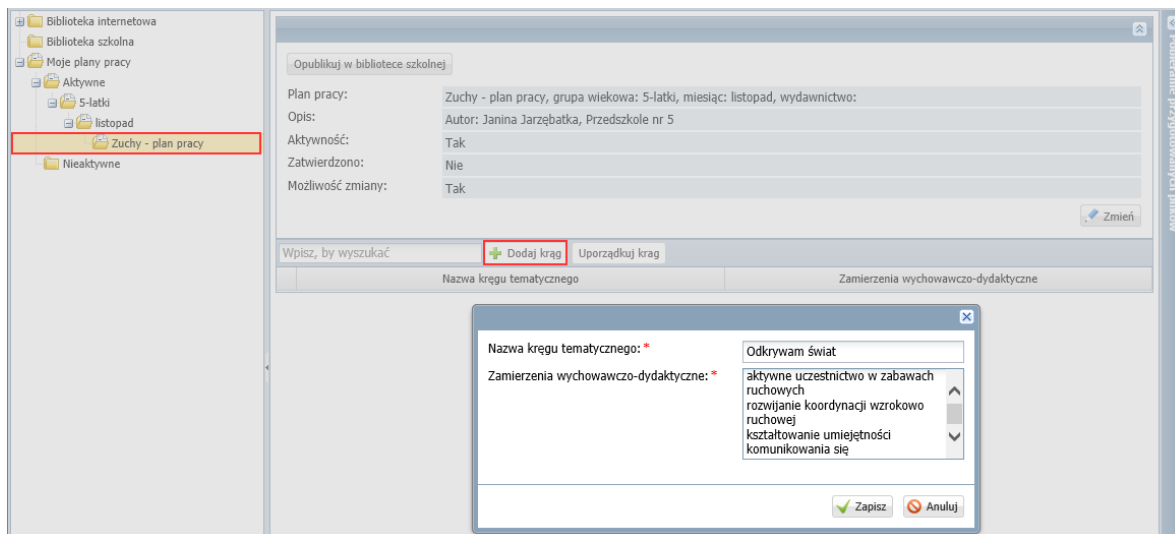 Biblioteka internetowa
Biblioteka szkolna
Moje plany pracy
Aktywne
5-latki
listopad
Zuchy - plan pracy
Nieaktywne
Opublikuj w bibliotece szkolnej
Plan pracy: Zuchy - plan pracy, grupa wiekowa: 5-latki, miesiąc: listopad, wydawnictwo:
Opis: Autor: Janina Jarzębatka, Przedszkole nr 5
Aktywność: Tak
Zatwierdzono: Nie
Możliwość zmiany: Tak
Zmień
Wpisz, by wyszukać Dodaj krąg Uporządkuj krag
Nazwa kręgu tematycznego Zamierzenia wychowawczo-dydaktyczne
Nazwa kręgu tematycznego: * Odkrywam świat
Zamierzenia wychowawczo-dydaktyczne: * aktywne uczestnictwo w zabawach
ruchowych
rozwijanie koordynacji wzrokowo
ruchowej
kształtowanie umiejętności
komunikowania się
Zapisz Anuluj
Pobieranie przygotowanych plików